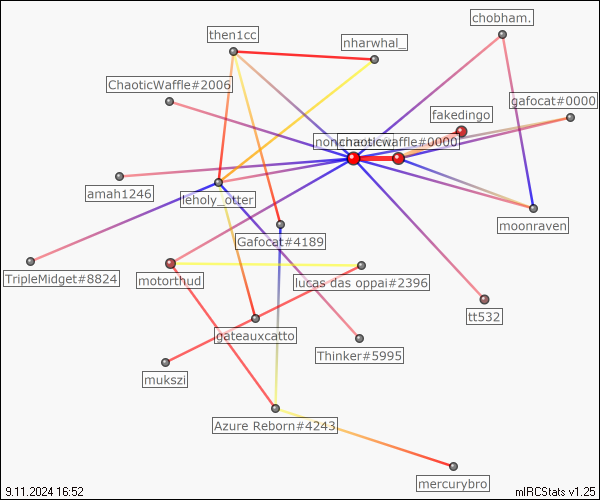 chobham.
then1cc
nharwhal_
ChaoticWaffle#2006
gafocat#0000
fakedingo
chaoticwaffle#0000
amah1246
leholy_otter
moonraven
Gafocat#4189
TripleMidget#8824
motorthud
lucas das oppai#2396
tt532
gateauxcatto
Thinker#5995
mukszi
Azure Reborn#4243
mercurybro
9.11.2024 16:52
mIRCStats v1.25